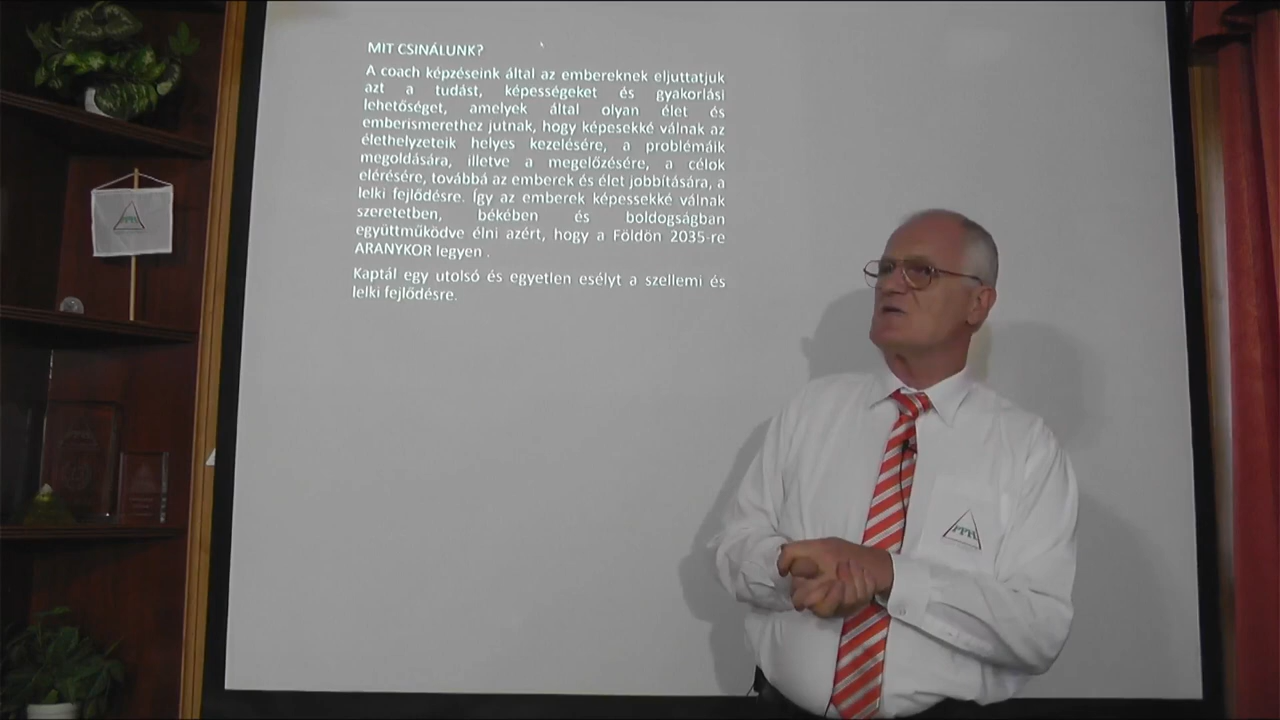 MIT CSINÁLUNK?
A coach képzéseink által az embereknek eljuttatjuk
azt a tudást, képességeket és gyakorlási
lehetőséget, amelyek által olyan élet és
emberismerethez jutnak, hogy képesekké válnak az
élethelyzeteik helyes kezelésére, a problémáik
megoldására, illetve a megelőzésére, a célok
elérésére, továbbá az emberek és élet jobbítására, a
lelki fejlődésre. Így az emberek képessekké válnak
szeretetben, békében és boldogságban
együttműködve élni azért, hogy a Földön 2035-re
ARANYKOR legyen .
Kaptál egy utolsó és egyetlen esélyt a szellemi és
lelki fejlődésre.